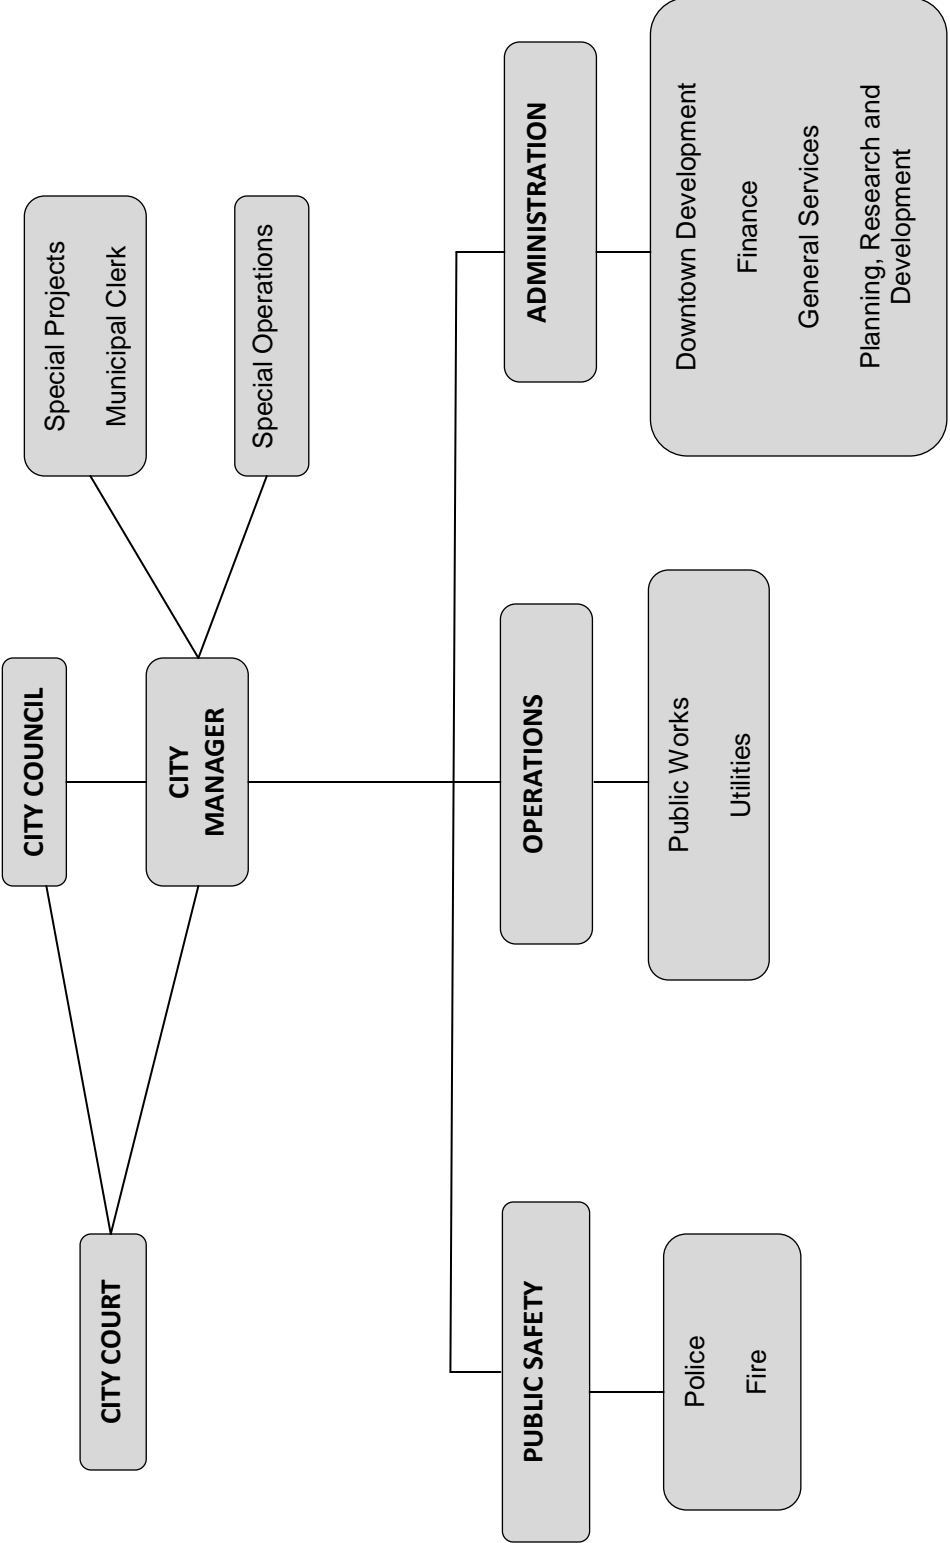 CITY COUNCIL
CITY COURT
CITY
MANAGER
Special Projects
Municipal Clerk
Special Operations
PUBLIC SAFETY
OPERATIONS
ADMINISTRATION
Police
Fire
Public Works
Utilities
Downtown Development
Finance
General Services
Planning, Research and
Development